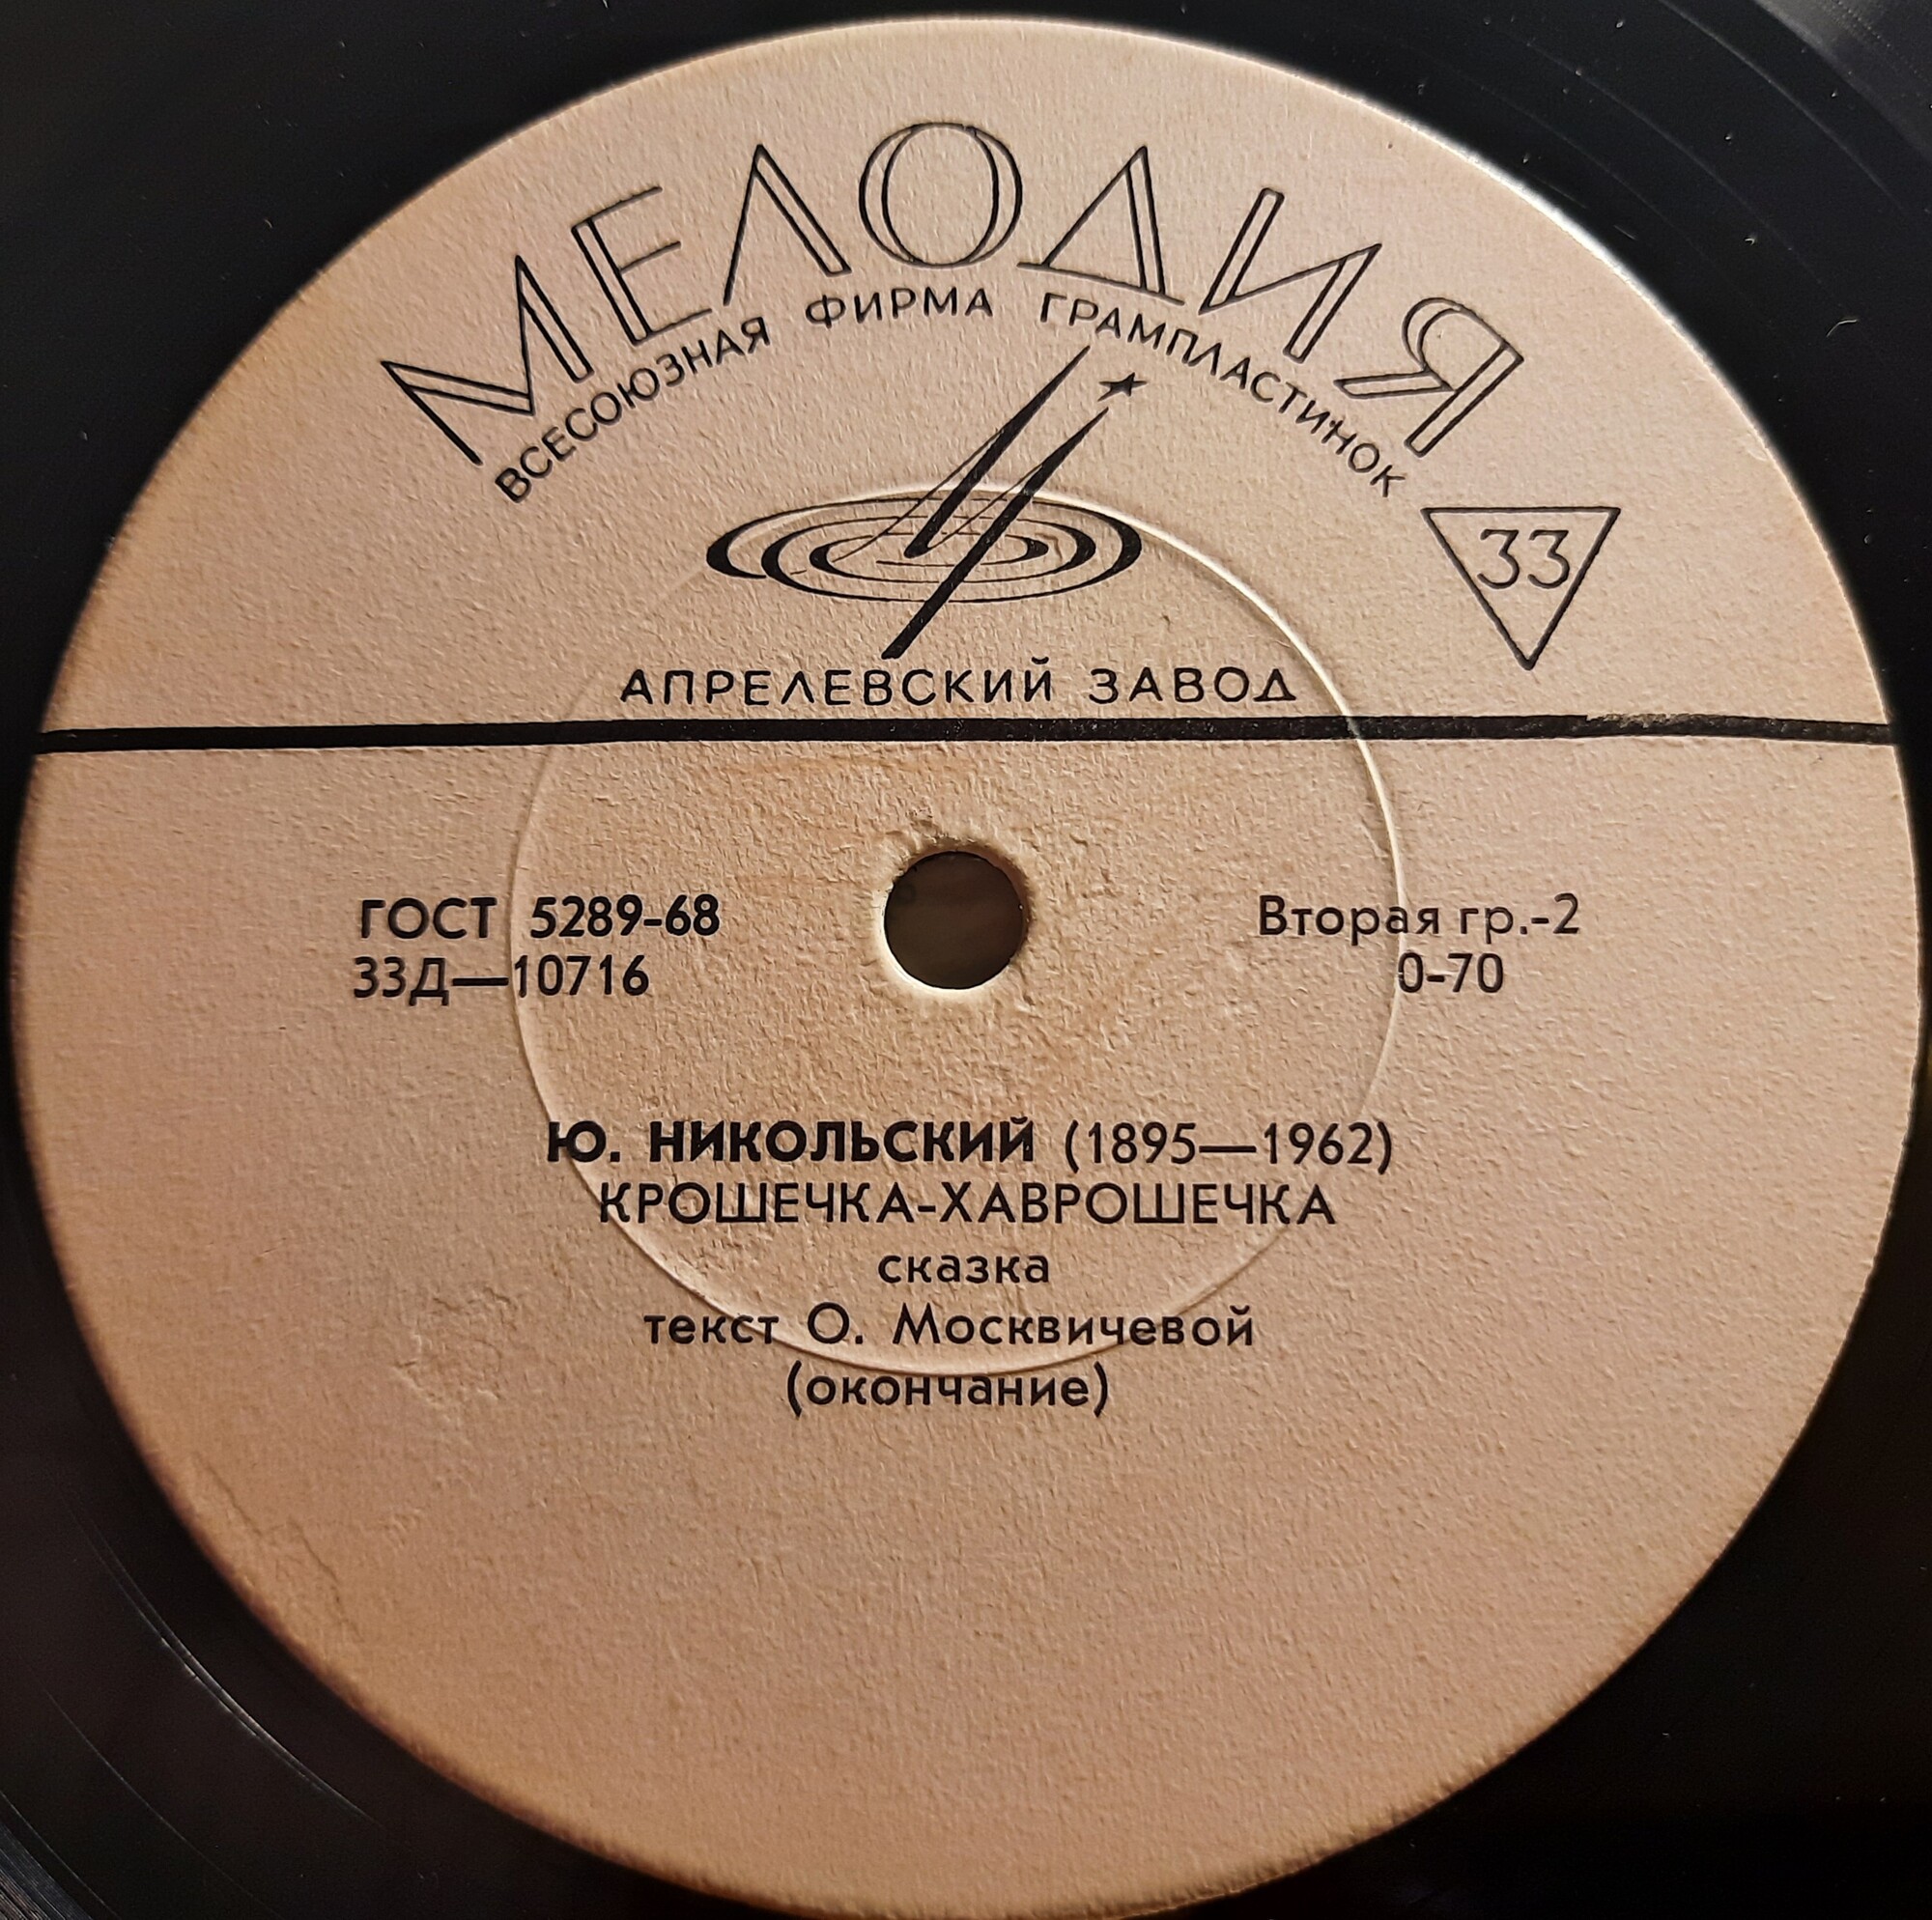 МЕЛОДИЯ
ВСЕСОЮЗНАЯ ФИРМА ГРАМПЛАСТИНОК
33
АПРЕЛЕВСКИЙ ЗАВОД
ГОСТ 5289-68
33Д—10716
Вторая гр.-2
0-70
Ю. НИКОЛЬСКИЙ (1895—1962)
КРОШЕЧКА-ХАВРОШЕЧКА
сказка
текст О. Москвичевой
(окончание)